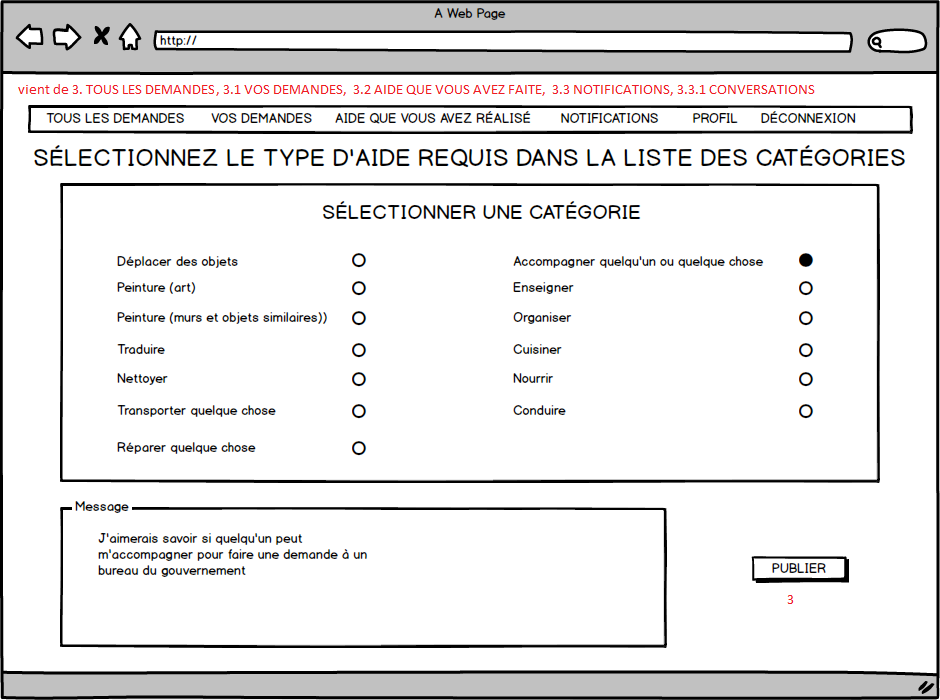 A Web Page
http://
vient de 3. TOUS LES DEMANDES, 3.1 VOS DEMANDES, 3.2 AIDE QUE VOUS AVEZ FAITE, 3.3 NOTIFICATIONS, 3.3.1 CONVERSATIONS
TOUS LES DEMANDES VOS DEMANDES AIDE QUE VOUS AVEZ RÉALISÉ NOTIFICATIONS PROFIL DÉCONNEXION
SÉLECTIONNEZ LE TYPE D'AIDE REQUIS DANS LA LISTE DES CATÉGORIES
SÉLECTIONNER UNE CATÉGORIE
Déplacer des objets
Peinture (art)
Peinture (murs et objets similaires))
Traduire
Nettoyer
Transporter quelque chose
Réparer quelque chose
Accompagner quelqu'un ou quelque chose
Enseigner
Organiser
Cuisiner
Nourrir
Conduire
Message
J'aimerais savoir si quelqu'un peut
m'accompagner pour faire une demande à un
bureau du gouvernement
PUBLIER
3